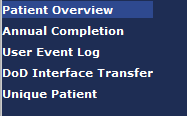 Patient Overview
Annual Completion
User Event Log
DoD Interface Transfer
Unique Patient